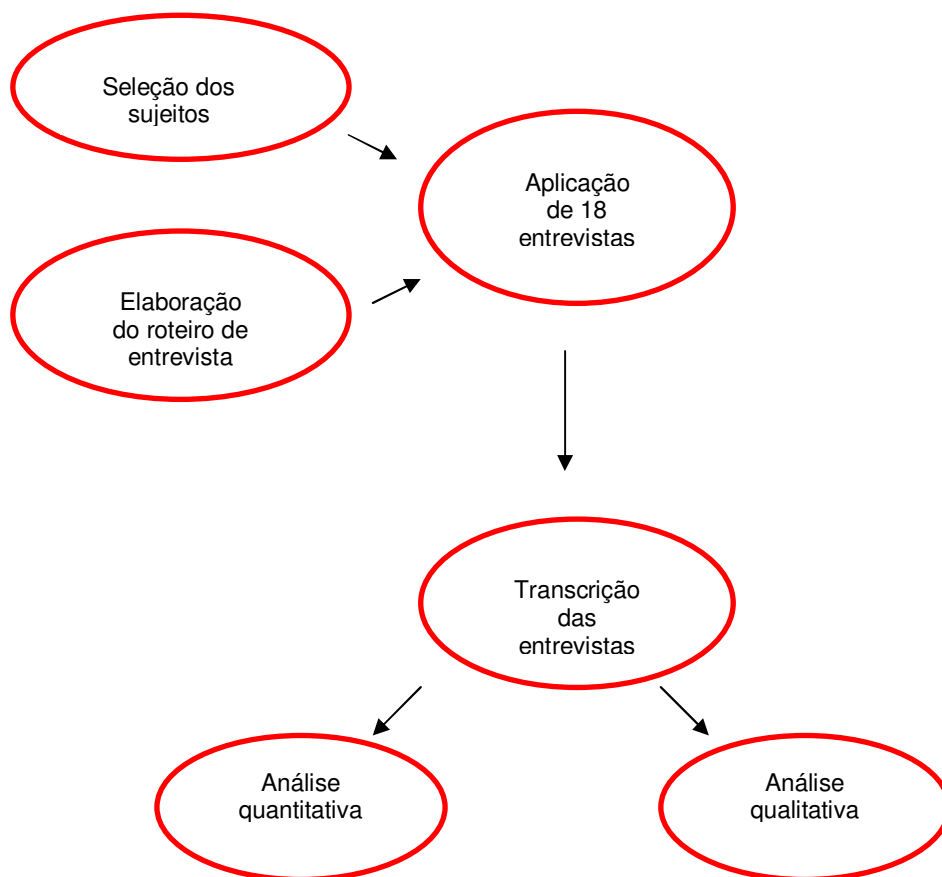 Seleção dos
sujeitos
Aplicação
de 18
entrevistas
Elaboração
do roteiro de
entrevista
Transcrição
das
entrevistas
Análise
quantitativa
Análise
qualitativa